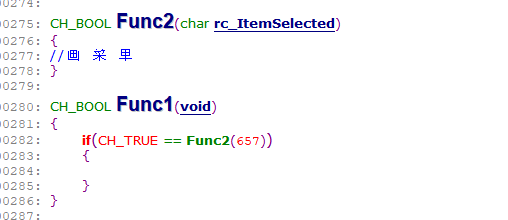 00274:
00275: CH_BOOL Func2(char rc_ItemSelected)
00276: {
00277: //画 菜 里
00278: }
00279:
00280: CH_BOOL Func1(void)
00281: {
00282: if(CH_TRUE == Func2(657))
00283: {
00284:
00285: }
00286: }
00287: